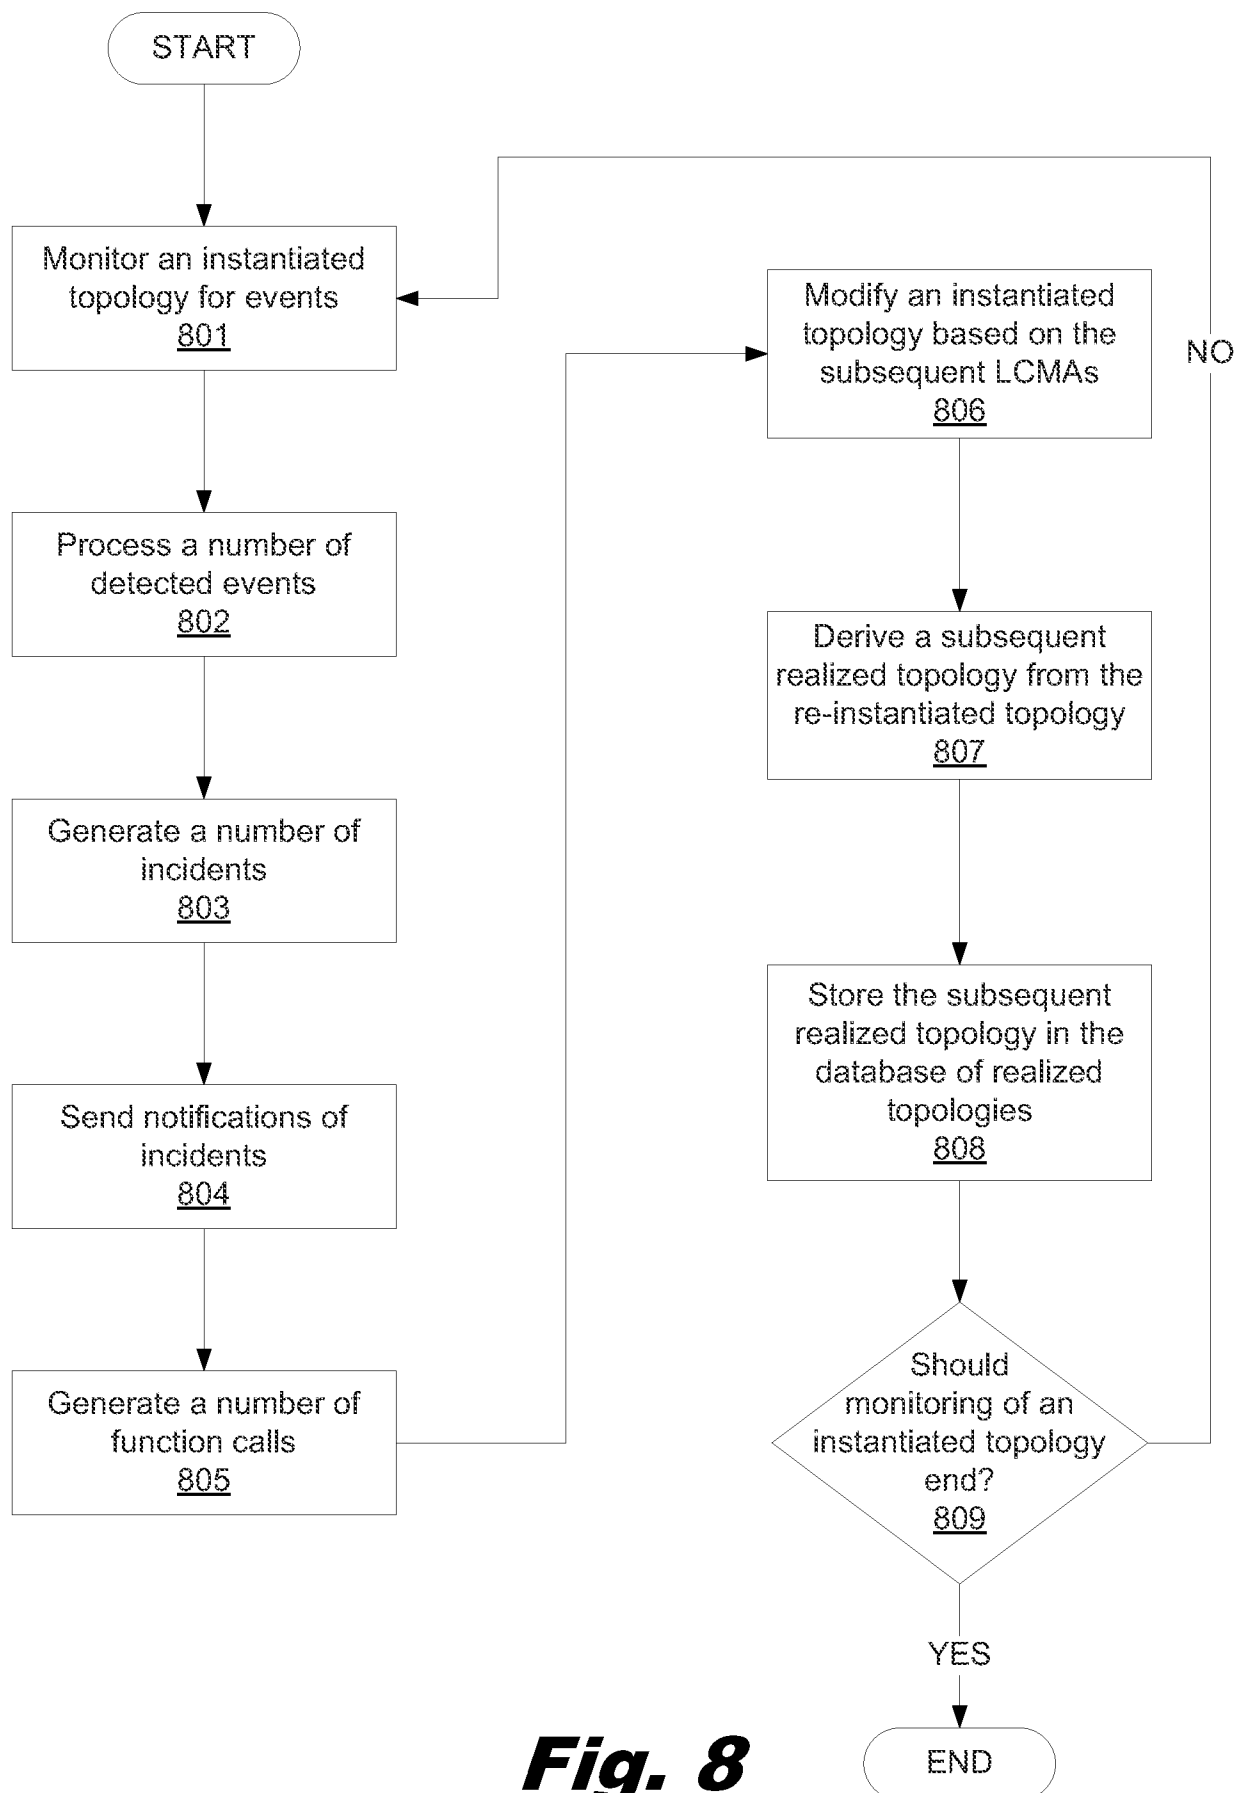 START
Monitor an instantiated
topology for events
801
Process a number of
detected events
802
Generate a number of
incidents
803
Send notifications of
incidents
804
Generate a number of
function calls
805
Modify an instantiated
topology based on the
subsequent LCMAs
806
Derive a subsequent
realized topology from the
re-instantiated topology
807
Store the subsequent
realized topology in the
database of realized
topologies
808
Should
monitoring of an
instantiated topology
end?
809
NO
YES
END
Fig. 8